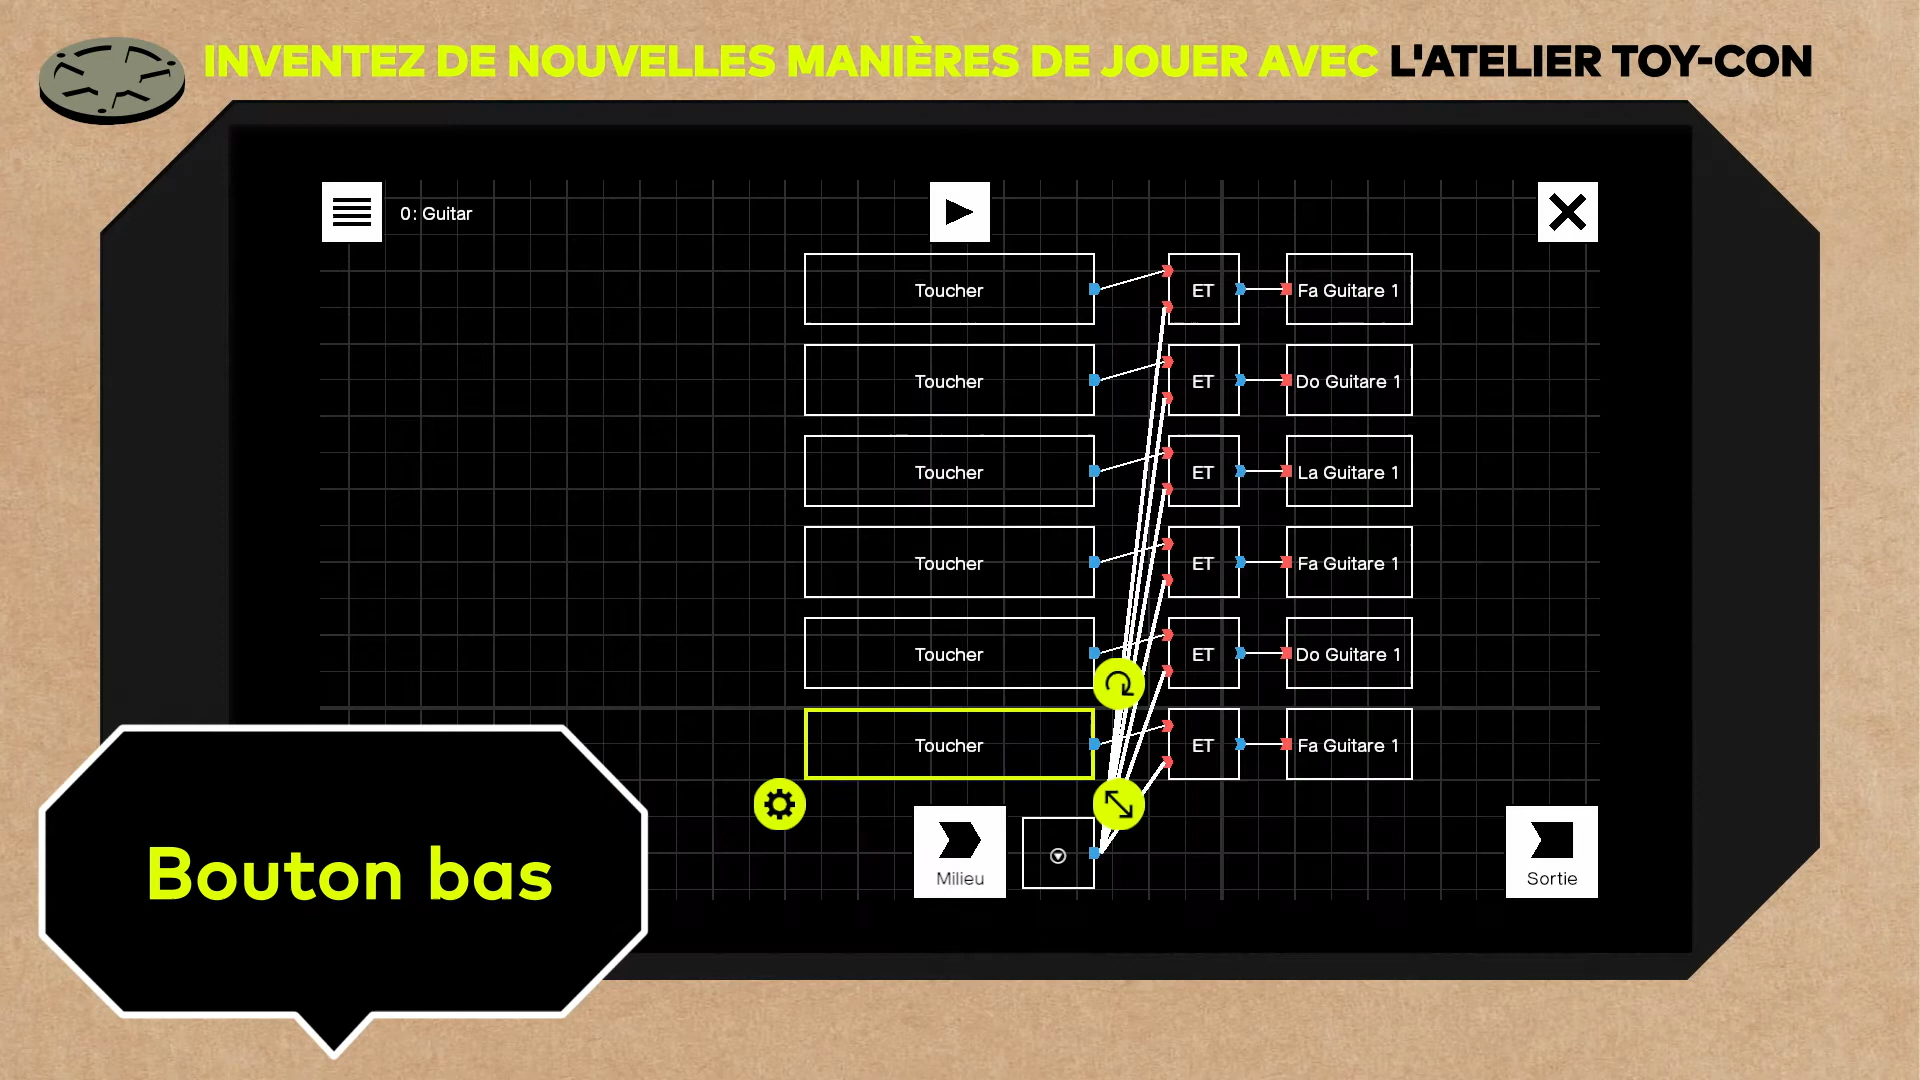 INVENTEZ DE NOUVELLES MANIÈRES DE JOUER AVEC L'ATELIER TOY-CON
0: Guitar
Toucher ET Fa Guitare 1
Toucher ET Do Guitare 1
Toucher ET La Guitare 1
Toucher ET Fa Guitare 1
Toucher ET Do Guitare 1
Toucher ET Fa Guitare 1
Milieu
Sortie
Bouton bas